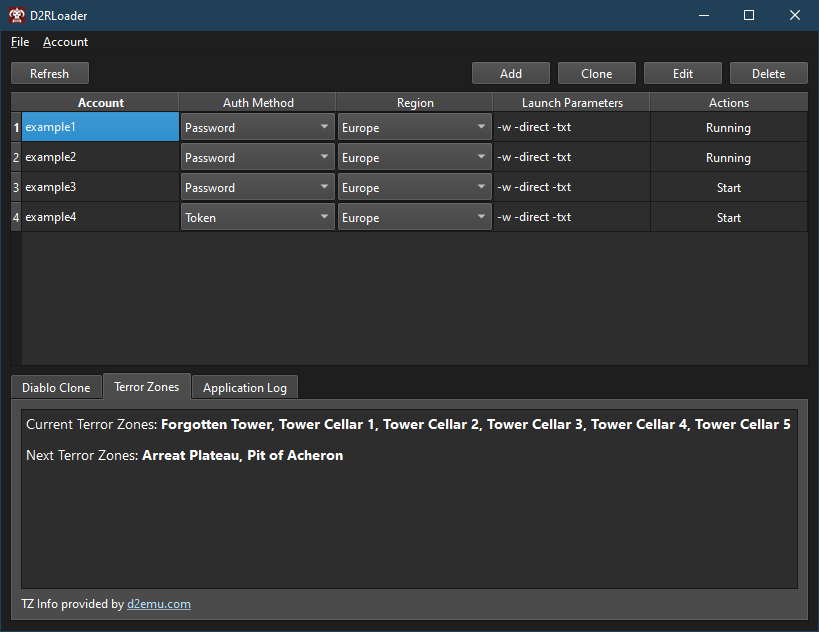 D2RLoader
File Account
Refresh Add Clone Edit Delete
Account Auth Method Region Launch Parameters Actions
1 example1 Password Europe -w -direct -txt Running
2 example2 Password Europe -w -direct -txt Running
3 example3 Password Europe -w -direct -txt Start
4 example4 Token Europe -w -direct -txt Start
Diablo Clone Terror Zones Application Log
Current Terror Zones: Forgotten Tower, Tower Cellar 1, Tower Cellar 2, Tower Cellar 3, Tower Cellar 4, Tower Cellar 5
Next Terror Zones: Arreat Plateau, Pit of Acheron
TZ Info provided by d2emu.com